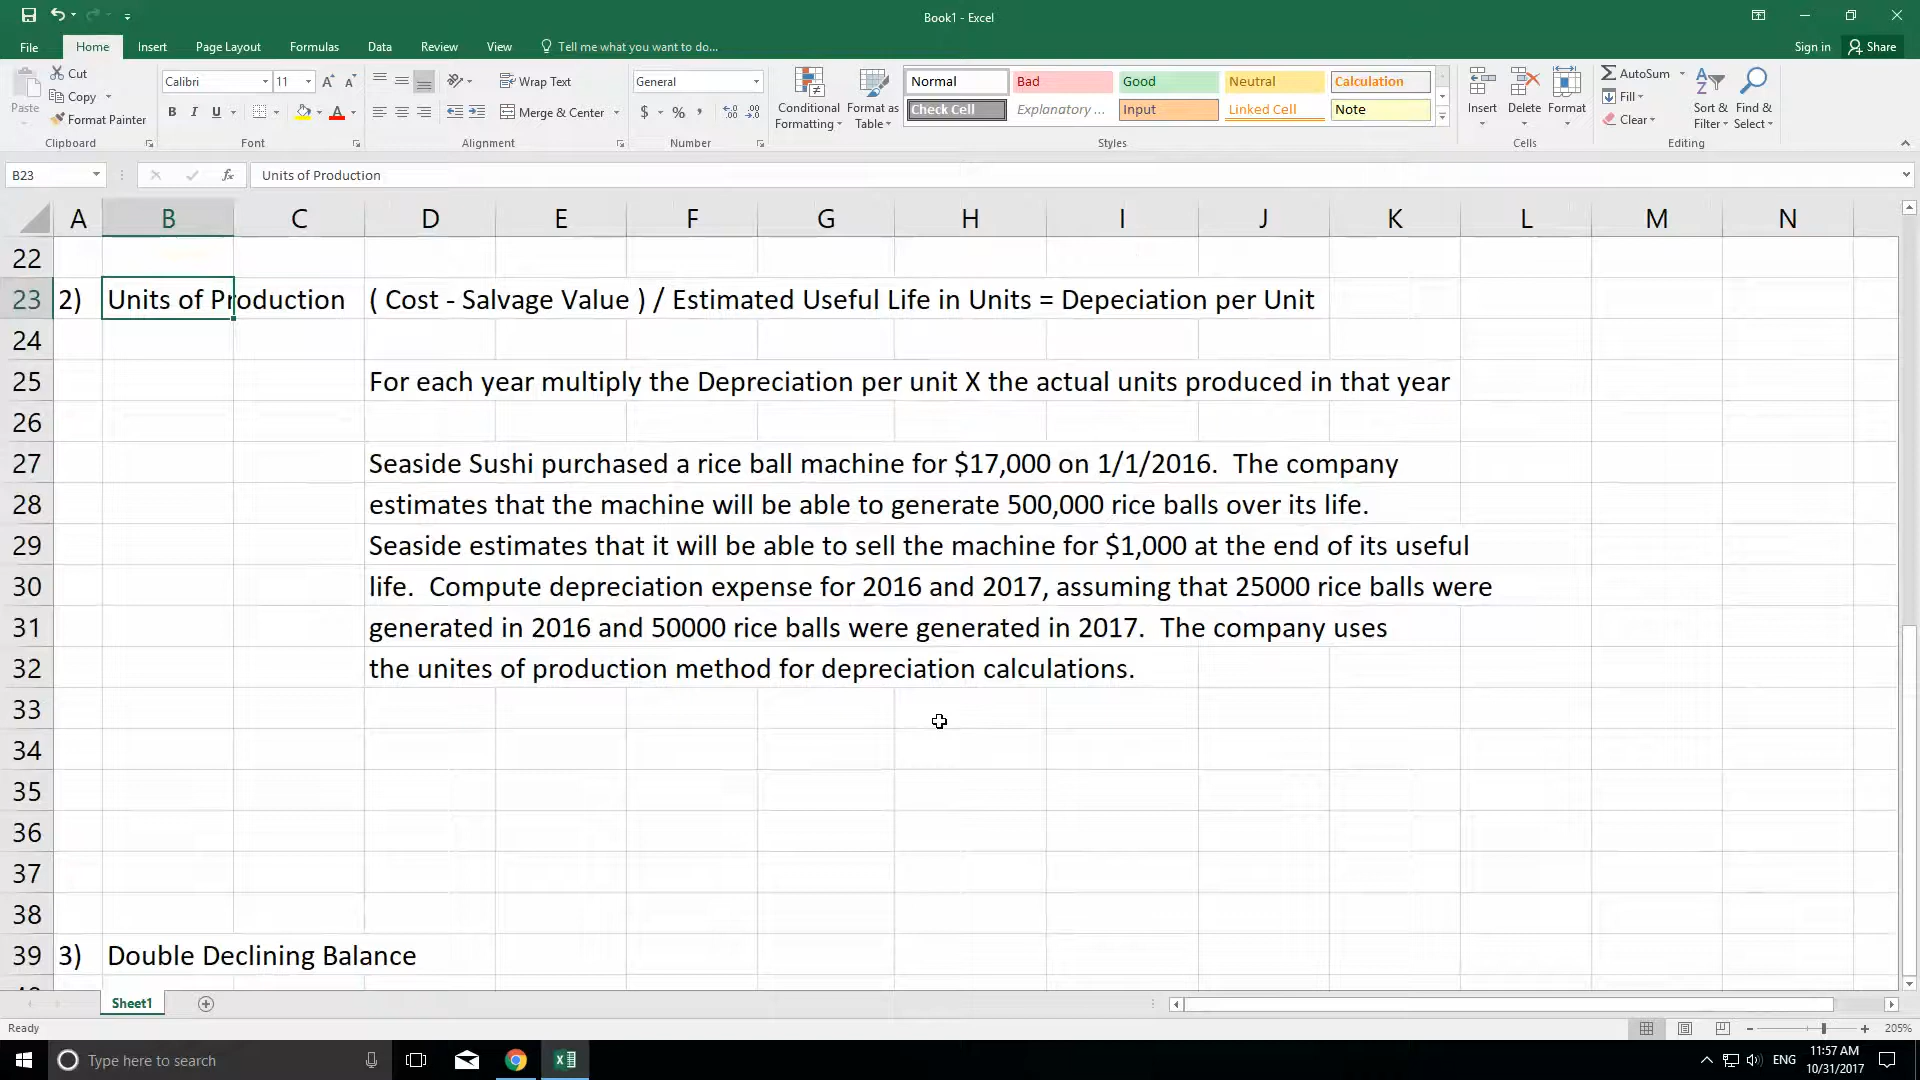 Book1 - Excel
File Home Insert Page Layout Formulas Data Review View Tell me what you want to do... Sign in Share
Paste Cut Copy Format Painter Clipboard
Calibri 11 B I U A Font
Wrap Text Merge & Center Alignment
General $ % , Number
Conditional Formatting Format as Table
Normal Bad Good Neutral Calculation
Check Cell Explanatory ... Input Linked Cell Note
Styles
Insert Delete Format Cells
AutoSum Fill Clear Sort & Filter Find & Select Editing
B23 fx Units of Production
A B C D E F G H I J K L M N
22
23 2) Units of Production ( Cost - Salvage Value ) / Estimated Useful Life in Units = Depeciation per Unit
24
25 For each year multiply the Depreciation per unit X the actual units produced in that year
26
27 Seaside Sushi purchased a rice ball machine for $17,000 on 1/1/2016.  The company
28 estimates that the machine will be able to generate 500,000 rice balls over its life.
29 Seaside estimates that it will be able to sell the machine for $1,000 at the end of its useful
30 life.  Compute depreciation expense for 2016 and 2017, assuming that 25000 rice balls were
31 generated in 2016 and 50000 rice balls were generated in 2017.  The company uses
32 the unites of production method for depreciation calculations.
33
34
35
36
37
38
39 3) Double Declining Balance
Sheet1
Ready 205%
Type here to search ENG 11:57 AM
10/31/2017